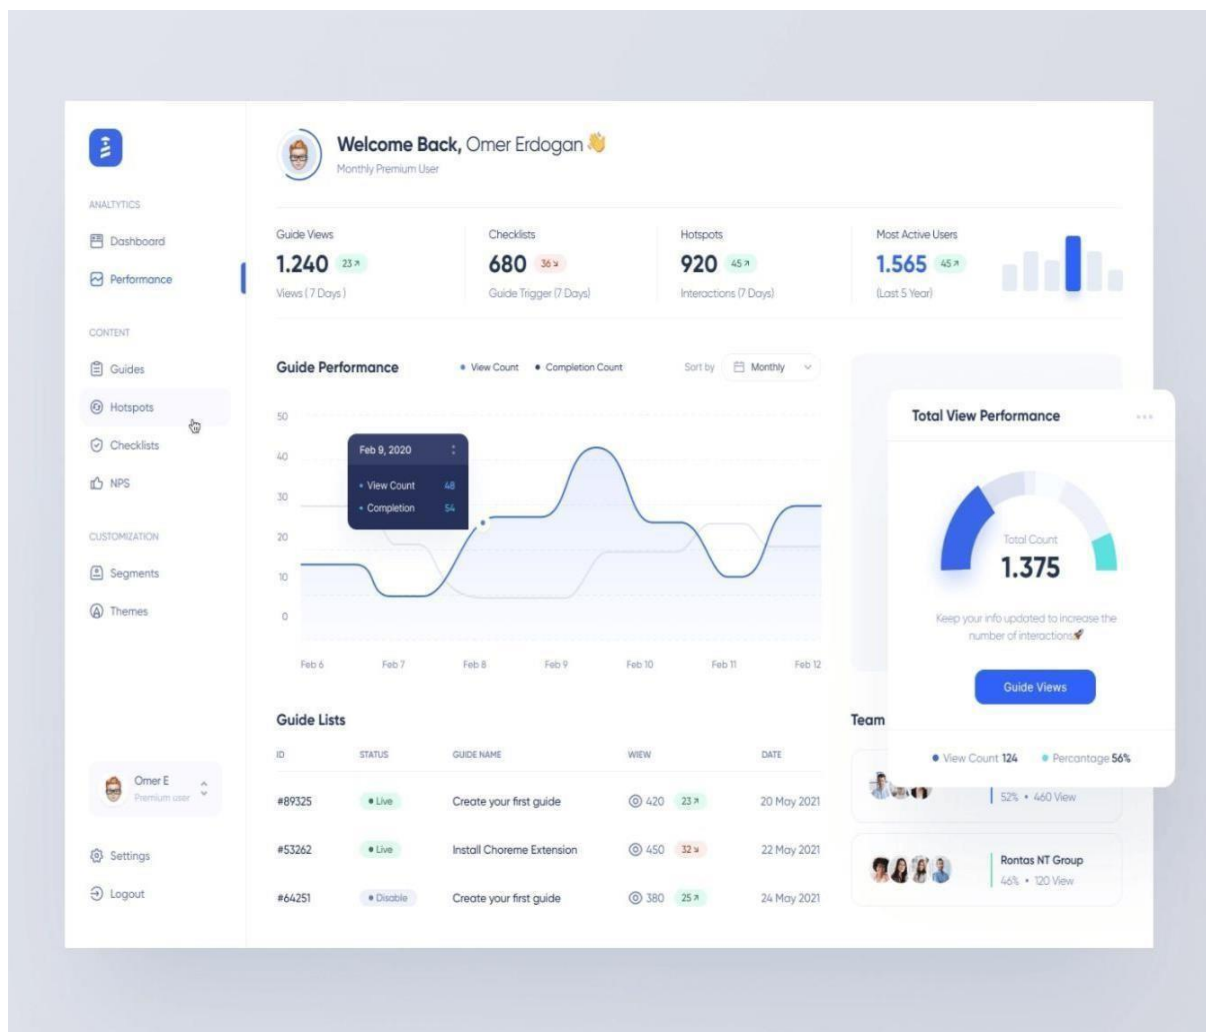 Welcome Back, Omer Erdogan
Monthly Premium User
ANALTYTICS
Dashboard
Performance
CONTENT
Guides
Hotspots
Checklists
NPS
CUSTOMIZATION
Segments
Themes
Omer E
Premium user
Settings
Logout
Guide Views
1.240 23
Views ( 7 Days )
Checklists
680 36
Guide Trigger (7 Days)
Hotspots
920 45
Interactions (7 Days)
Most Active Users
1.565 45
(Last 5 Year)
Guide Performance
View Count Completion Count
Sort by Monthly
50
40
30
20
10
0
Feb 9, 2020
View Count 48
Completion 54
Feb 6 Feb 7 Feb 8 Feb 9 Feb 10 Feb 11 Feb 12
Total View Performance
Total Count
1.375
Keep your info updated to increase the
number of interactions
Guide Views
View Count 124 Percantage 56%
Guide Lists
ID STATUS GUIDE NAME WIEW DATE
#89325 Live Create your first guide 420 23 20 May 2021
#53262 Live Install Choreme Extension 450 32 22 May 2021
#64251 Disable Create your first guide 380 25 24 May 2021
Team
52% • 460 View
Rontas NT Group
46% • 120 View